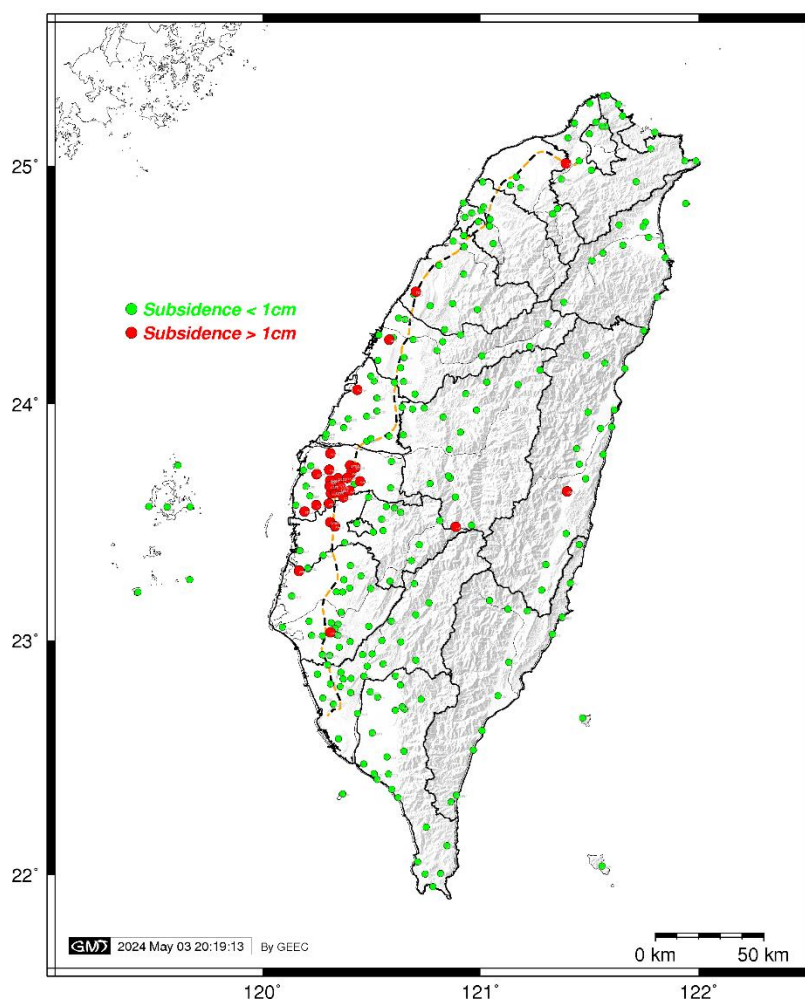 25°
Subsidence < 1cm
Subsidence > 1cm
24°
23°
22°
GMT 2024 May 03 20:19:13 By GEEC
0 km 50 km
120° 121° 122°